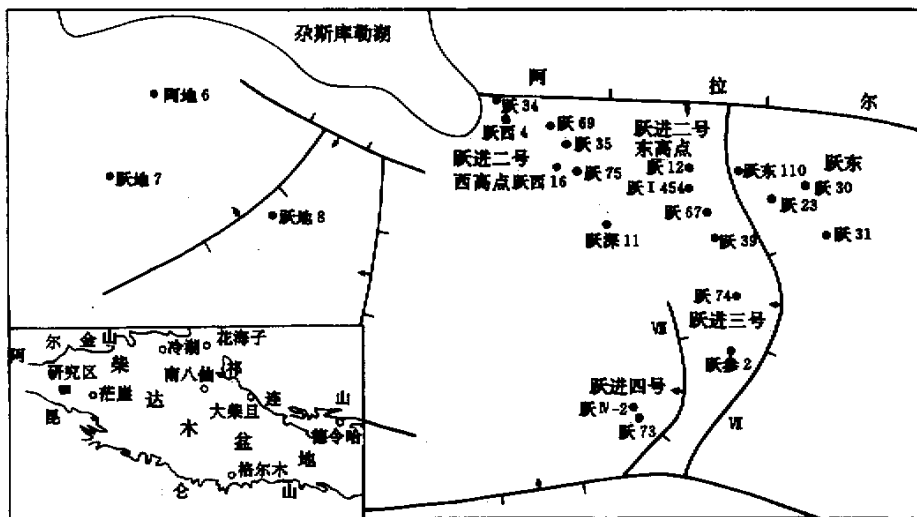 尕斯库勒湖
阿 拉 尔
阿地 6
跃地 7
跃地 8
跃 34
跃西 4
跃 69
跃 35
跃进二号
西高点
跃西 16
跃 75
跃深 11
跃进二号
东高点
跃 12
跃Ⅰ 454
跃 67
跃 39
跃东 110
跃东
跃 30
跃 23
跃 31
跃 74
跃进三号
跃参 2
Ⅷ
Ⅶ
跃进四号
跃Ⅳ-2
跃 73
阿 尔 金 山
冷湖
花海子
研究区
茫崖
南八仙
大柴旦
祁 连 山
德令哈
柴 达 木 盆 地
格尔木
昆 仑 山